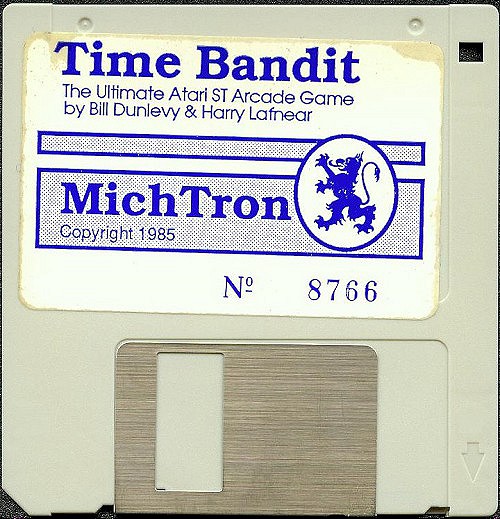 Time Bandit
The Ultimate Atari ST Arcade Game
by Bill Dunlevy & Harry Lafnear
MichTron
Copyright 1985
Nº 8766